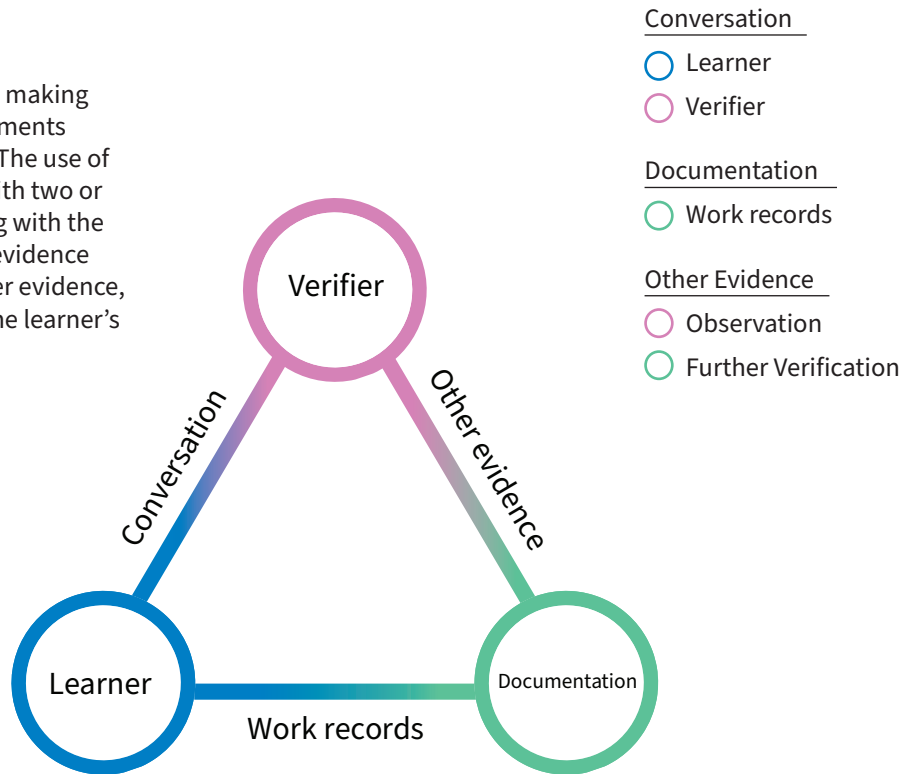 making
ments
The use of
ith two or
g with the
evidence
er evidence,
he learner’s
Conversation
Learner
Verifier
Documentation
Work records
Other Evidence
Observation
Further Verification
Verifier
Conversation
Other evidence
Learner
Documentation
Work records